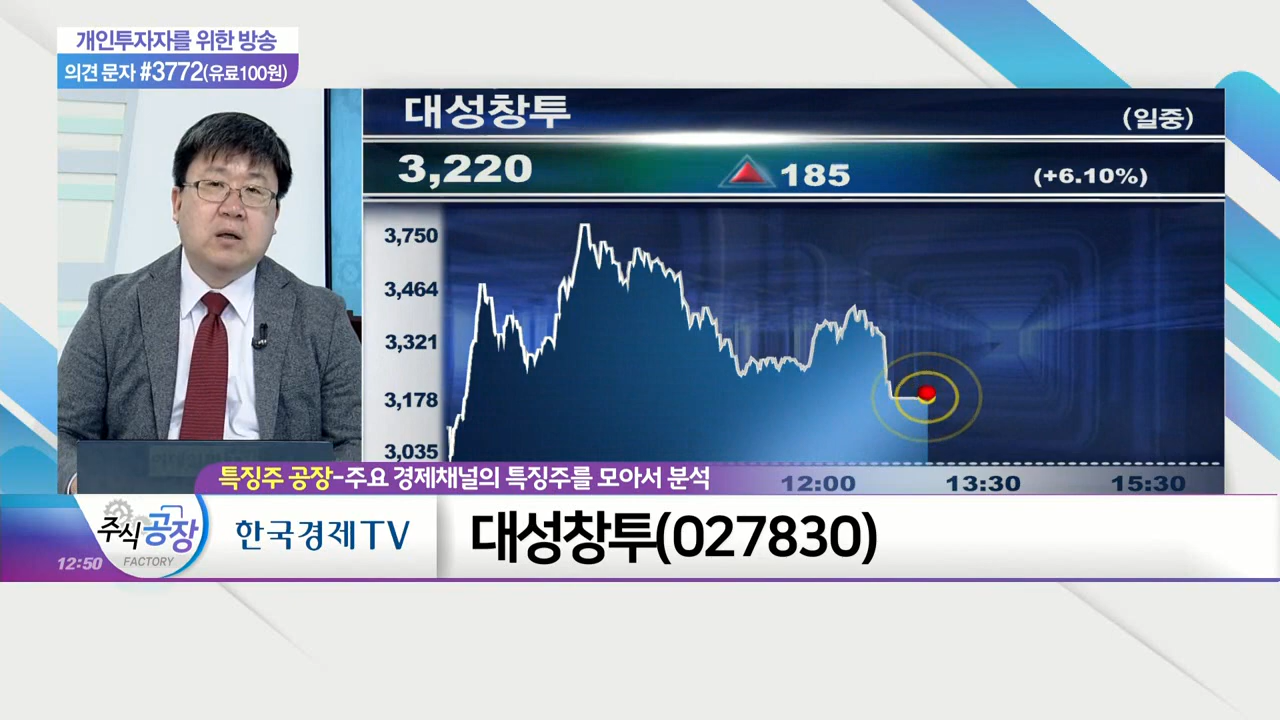 개인투자자를 위한 방송
의견 문자 #3772(유료100원)
대성창투
(일중)
3,220
185
(+6.10%)
3,750
3,464
3,321
3,178
3,035
12:00
13:30
15:30
특징주 공장-주요 경제채널의 특징주를 모아서 분석
주식공장
FACTORY
12:50
한국경제TV
대성창투(027830)